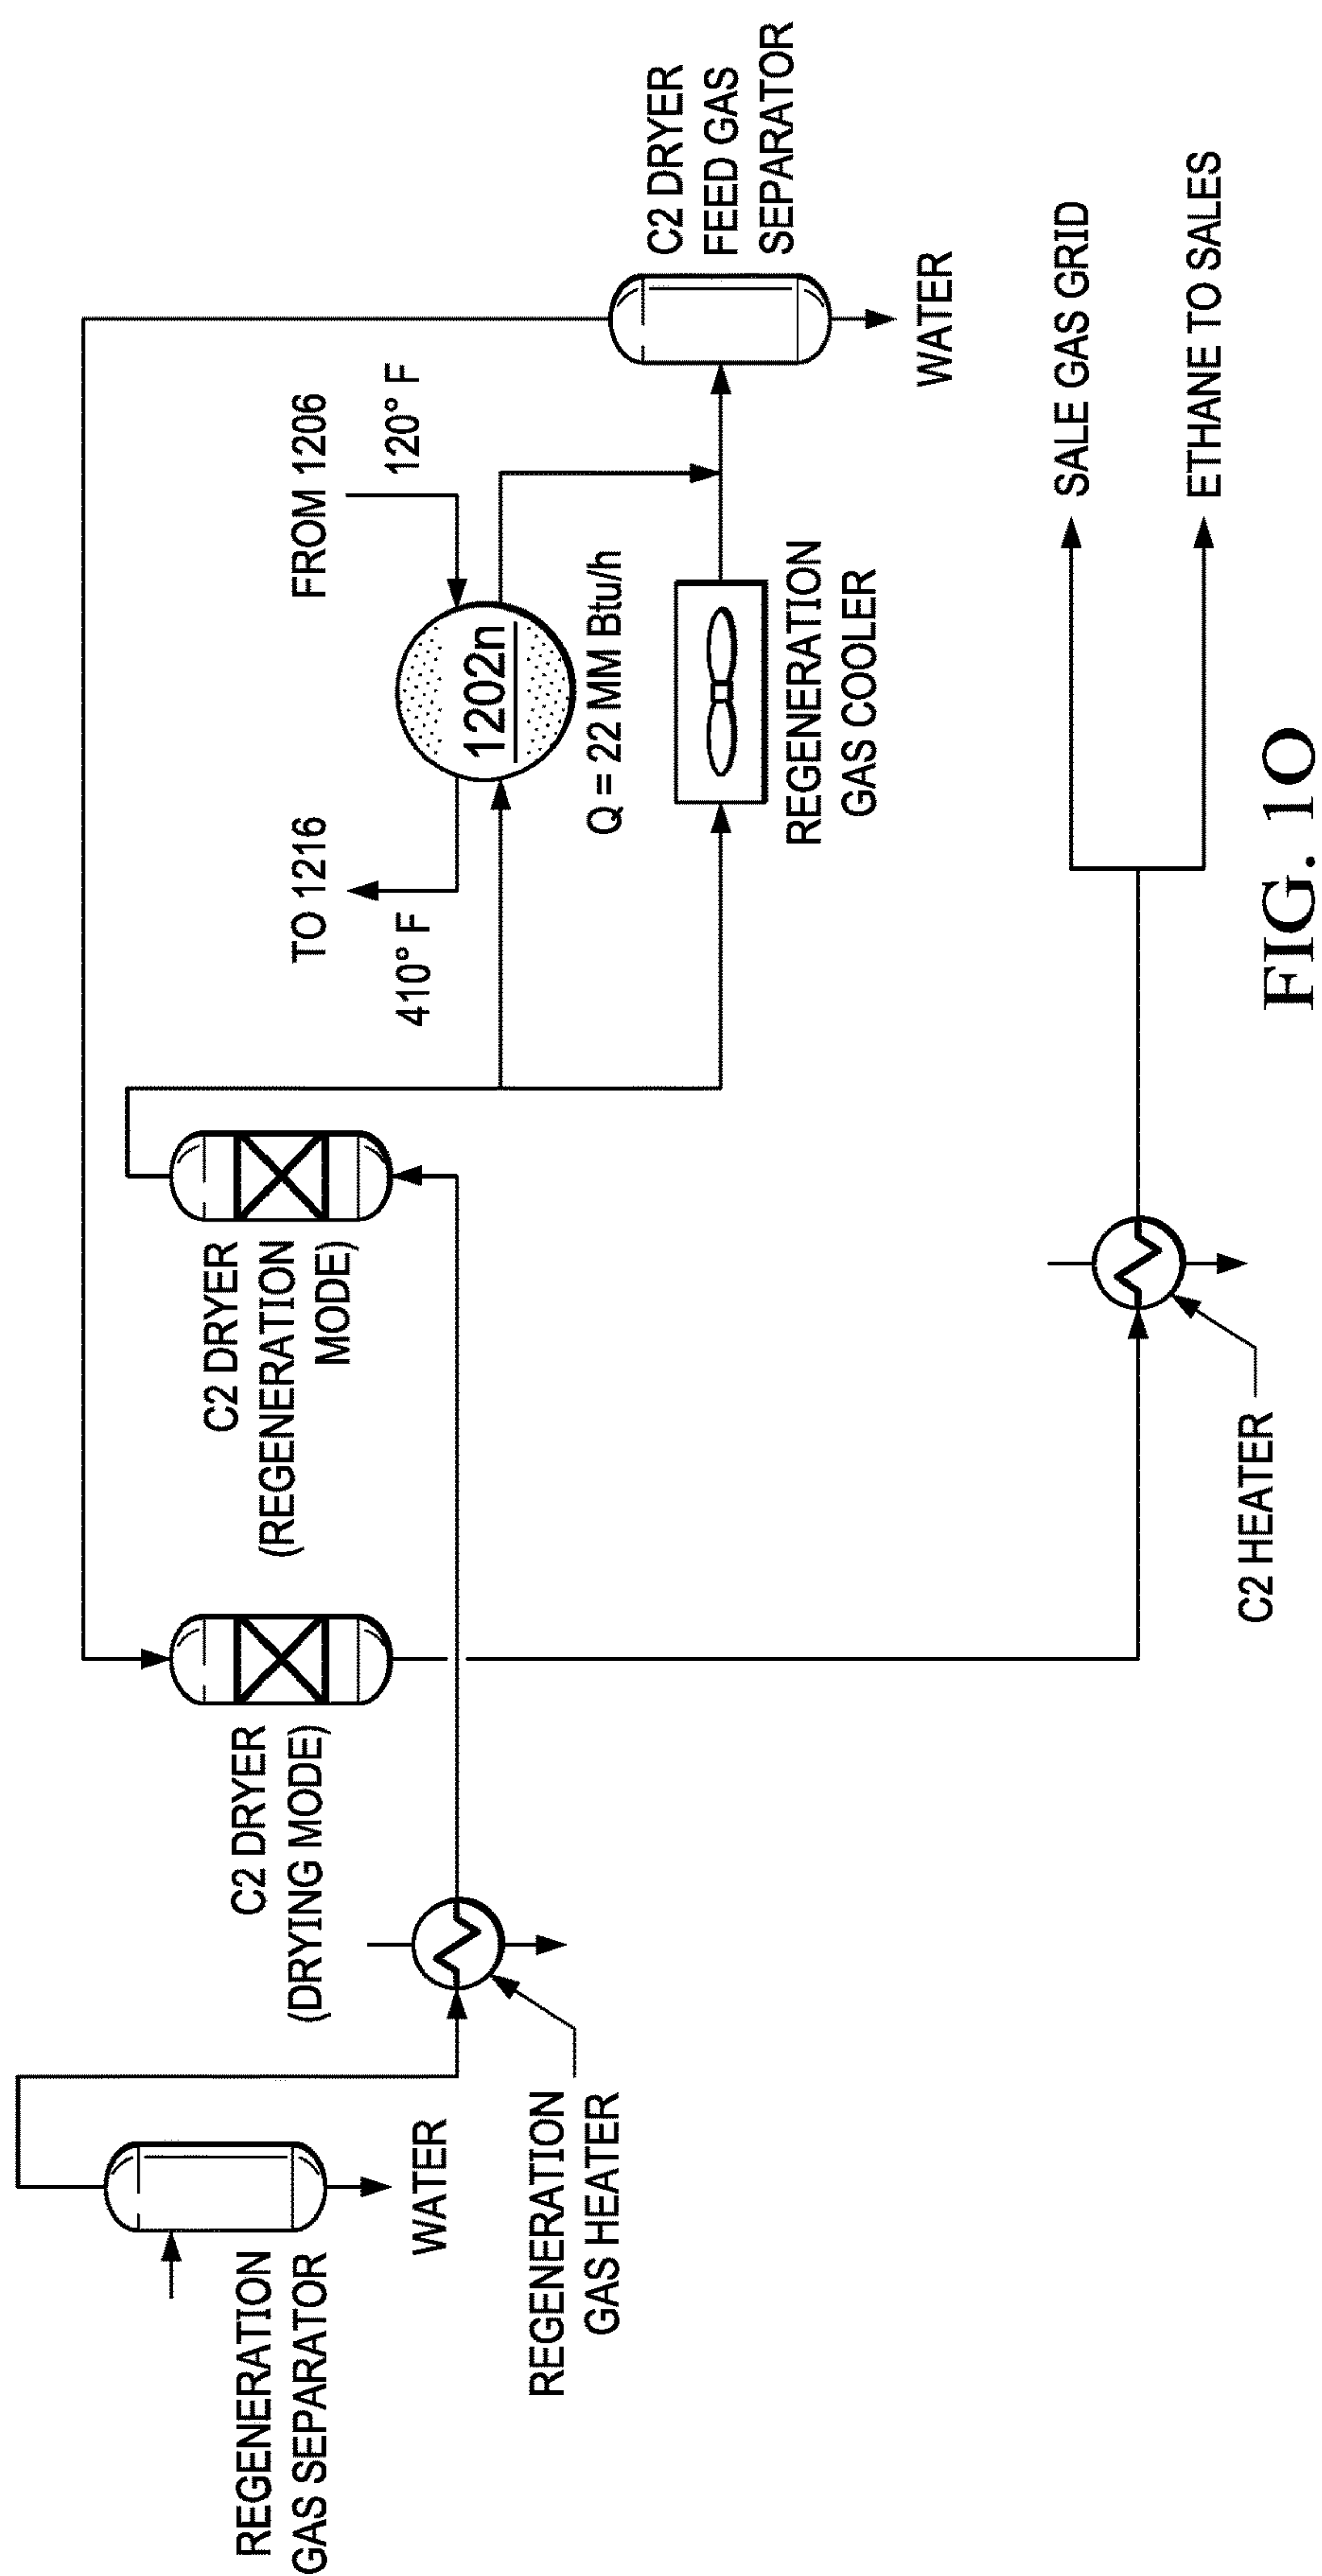 REGENERATION
GAS SEPARATOR
WATER
REGENERATION
GAS HEATER
C2 DRYER
(DRYING MODE)
C2 DRYER
(REGENERATION
MODE)
TO 1216
410° F
FROM 1206
120° F
1202n
Q = 22 MM Btu/h
REGENERATION
GAS COOLER
C2 DRYER
FEED GAS
SEPARATOR
WATER
C2 HEATER
SALE GAS GRID
ETHANE TO SALES
FIG. 1O